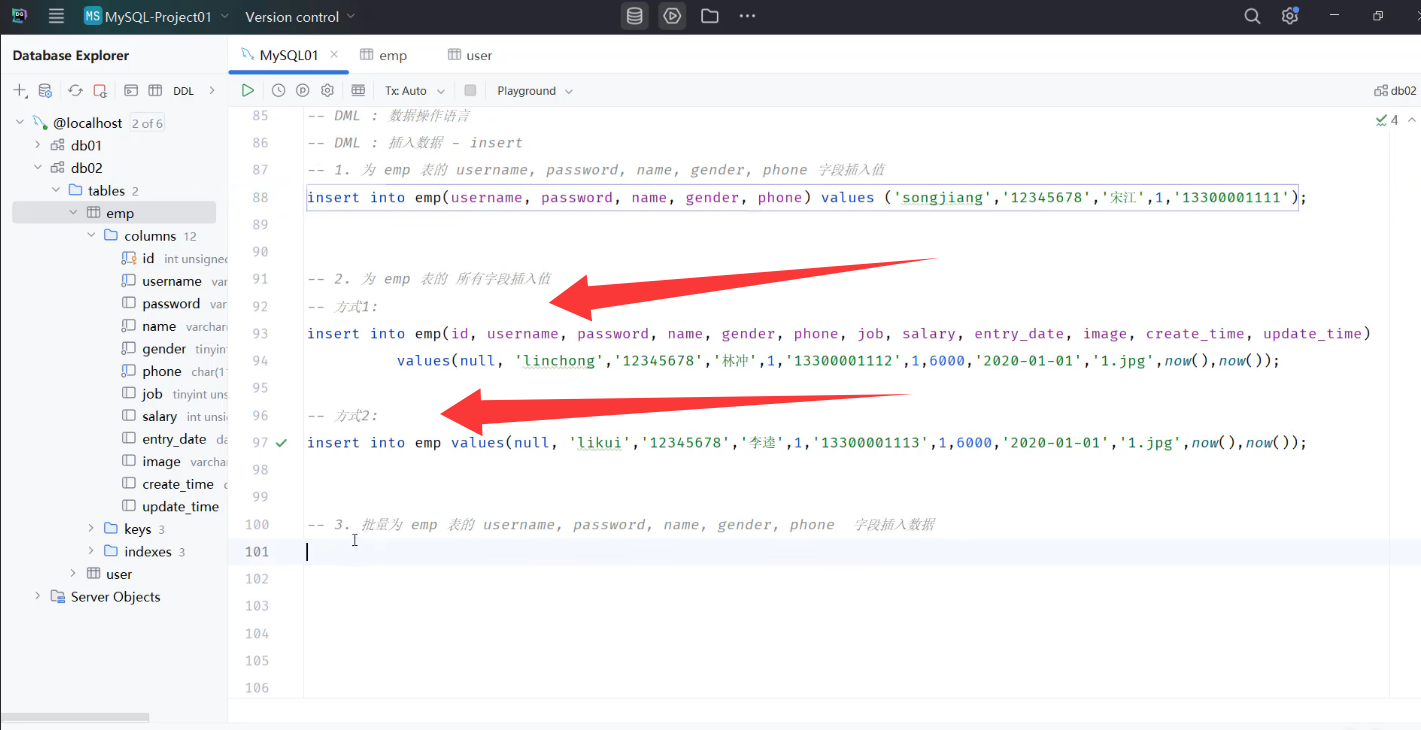 MS MySQL-Project01 Version control
Database Explorer
MySQL01 emp user
DDL Tx: Auto Playground db02
@localhost 2 of 6
db01
db02
tables 2
emp
columns 12
id int unsigned
username var
password var
name varchar
gender tinyint
phone char(11
job tinyint uns
salary int unsi
entry_date da
image varcha
create_time
update_time
keys 3
indexes 3
user
Server Objects
4
85 -- DML : 数据操作语言
86 -- DML : 插入数据 - insert
87 -- 1. 为 emp 表的 username, password, name, gender, phone 字段插入值
88 insert into emp(username, password, name, gender, phone) values ('songjiang','12345678','宋江',1,'13300001111');
89
90
91 -- 2. 为 emp 表的 所有字段插入值
92 -- 方式1:
93 insert into emp(id, username, password, name, gender, phone, job, salary, entry_date, image, create_time, update_time)
94 values(null, 'linchong','12345678','林冲',1,'13300001112',1,6000,'2020-01-01','1.jpg',now(),now());
95
96 -- 方式2:
97 insert into emp values(null, 'likui','12345678','李逵',1,'13300001113',1,6000,'2020-01-01','1.jpg',now(),now());
98
99
100 -- 3. 批量为 emp 表的 username, password, name, gender, phone 字段插入数据
101
102
103
104
105
106